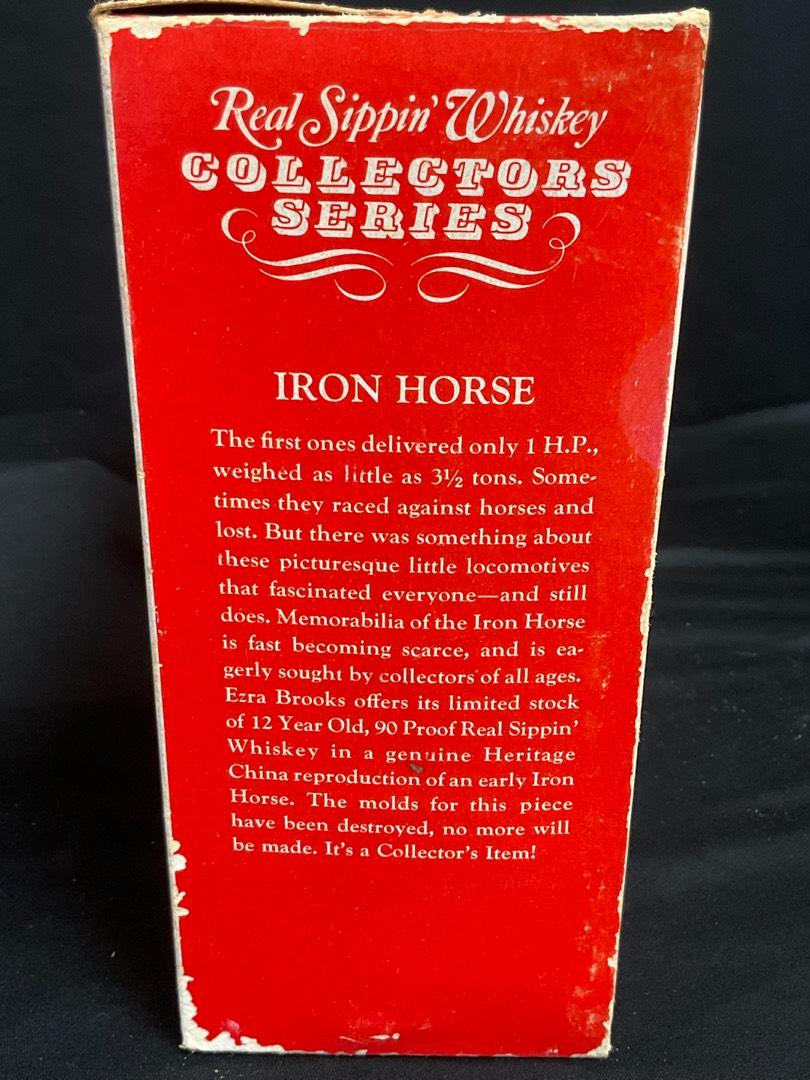 Real Sippin' Whiskey
COLLECTORS
SERIES
IRON HORSE
The first ones delivered only 1 H.P.,
weighed as little as 3½ tons. Some-
times they raced against horses and
lost. But there was something about
these picturesque little locomotives
that fascinated everyone—and still
does. Memorabilia of the Iron Horse
is fast becoming scarce, and is ea-
gerly sought by collectors of all ages.
Ezra Brooks offers its limited stock
of 12 Year Old, 90 Proof Real Sippin'
Whiskey in a genuine Heritage
China reproduction of an early Iron
Horse. The molds for this piece
have been destroyed, no more will
be made. It's a Collector's Item!